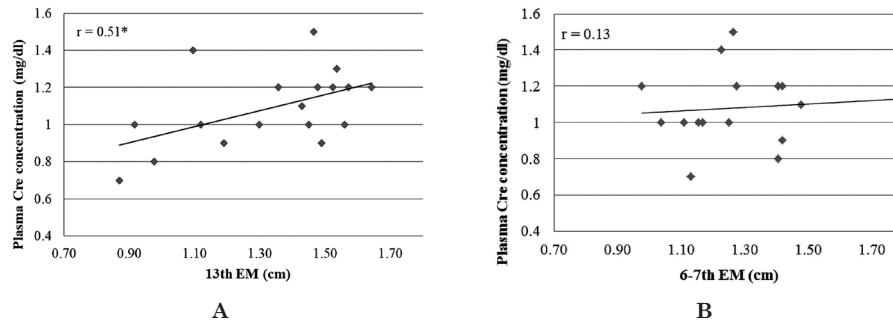 r = 0.51*
Plasma Cre concentration (mg/dl)
1.6
1.4
1.2
1
0.8
0.6
0.4
0.70 0.90 1.10 1.30 1.50 1.70
13th EM (cm)
A
r = 0.13
Plasma Cre concentration (mg/dl)
1.6
1.4
1.2
1
0.8
0.6
0.4
0.70 0.90 1.10 1.30 1.50 1.70
6-7th EM (cm)
B